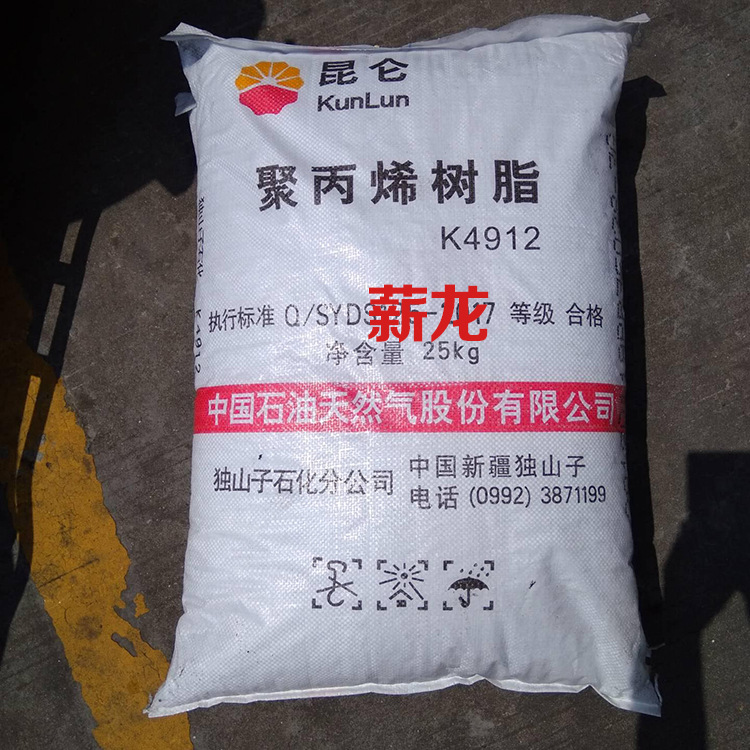 昆仑
KunLun
聚丙烯树脂
K4912
薪龙
执行标准 Q/SYDS 7 等级 合格
净含量 25kg
中国石油天然气股份有限公司
独山子石化分公司
中国新疆独山子
电话 (0992) 3871199
K4912